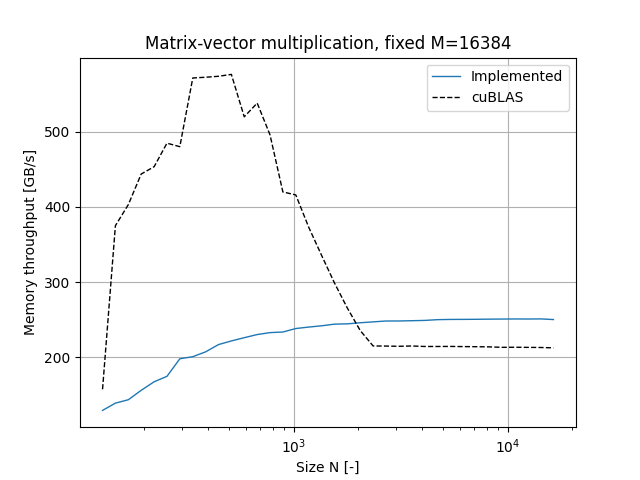 Matrix-vector multiplication, fixed M=16384
Implemented
cuBLAS
Memory throughput [GB/s]
500
400
300
200
10³
10⁴
Size N [-]